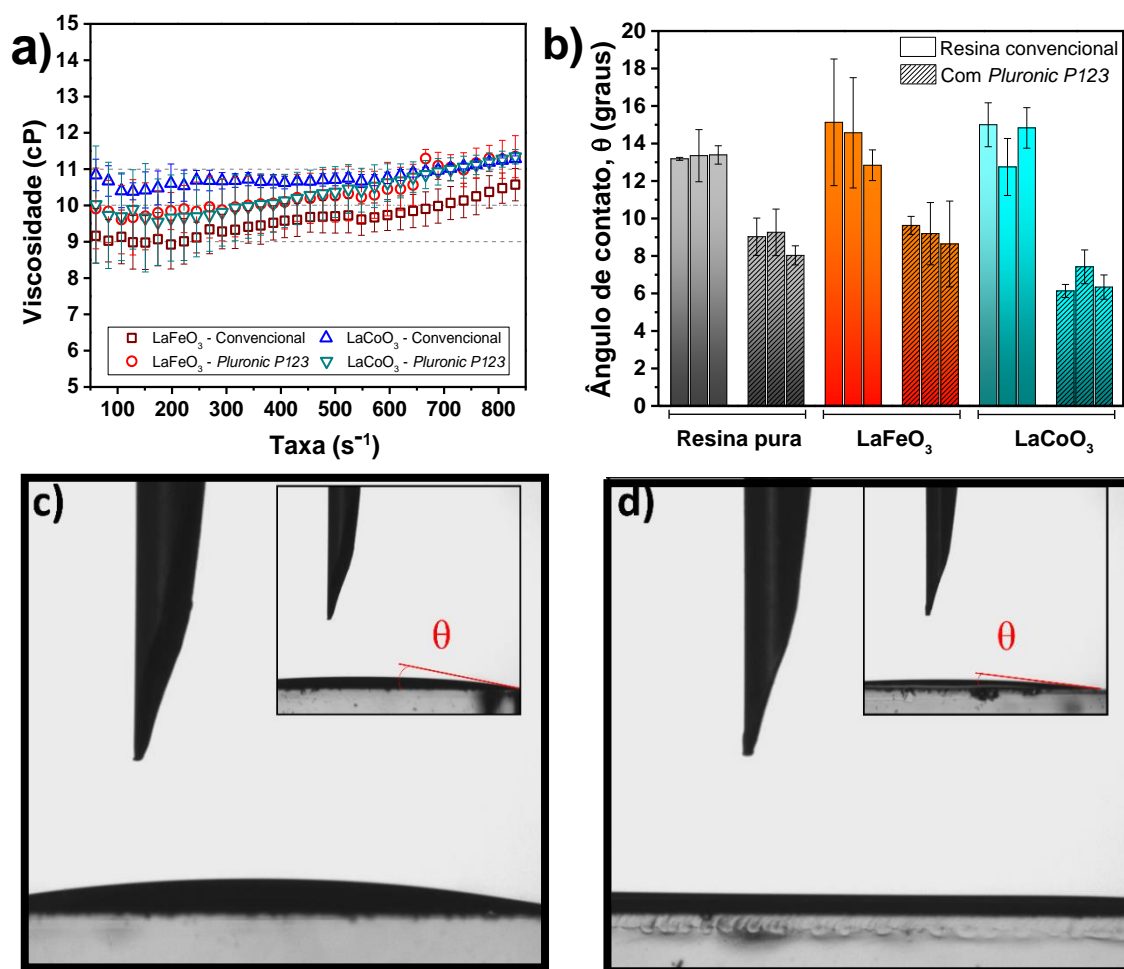 a)
Viscosidade (cP)
15
14
13
12
11
10
9
8
7
6
5
LaFeO₃ - Convencional
LaCoO₃ - Convencional
LaFeO₃ - Pluronic P123
LaCoO₃ - Pluronic P123
100 200 300 400 500 600 700 800
Taxa (s⁻¹)
b)
Ângulo de contato, θ (graus)
20
18
16
14
12
10
8
6
4
2
0
Resina convencional
Com Pluronic P123
Resina pura
LaFeO₃
LaCoO₃
c)
θ
d)
θ